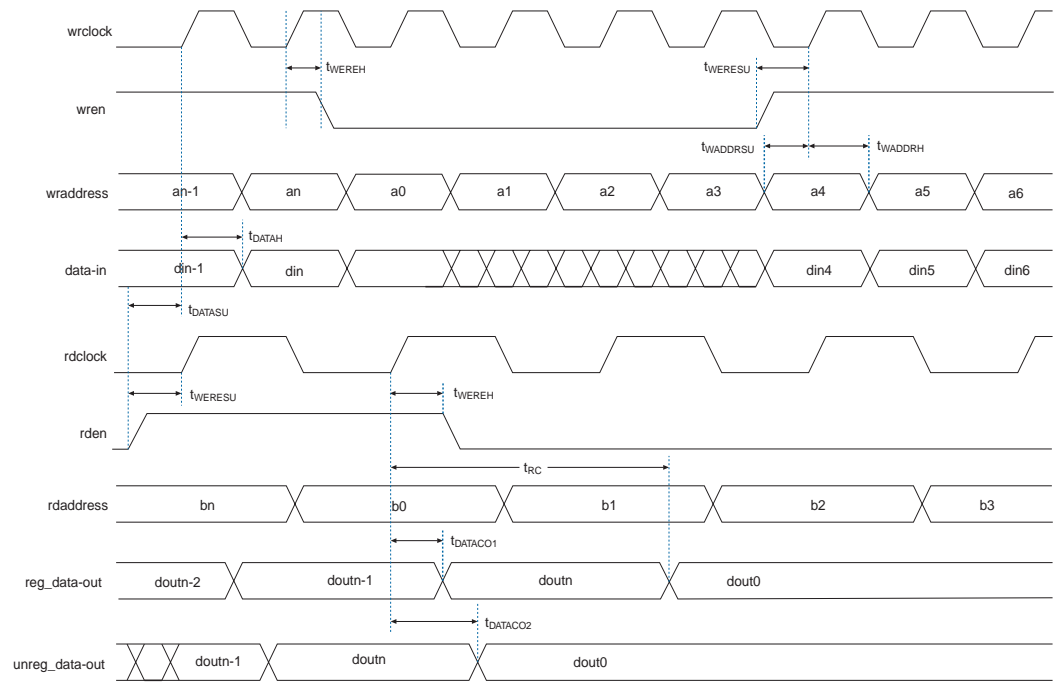 wrclock
tWEREH tWERESU
wren
tWADDRSU tWADDRH
wraddress an-1 an a0 a1 a2 a3 a4 a5 a6
tDATAH
data-in din-1 din din4 din5 din6
tDATASU
rdclock
tWERESU tWEREH
rden
tRC
rdaddress bn b0 b1 b2 b3
tDATACO1
reg_data-out doutn-2 doutn-1 doutn dout0
tDATACO2
unreg_data-out doutn-1 doutn dout0